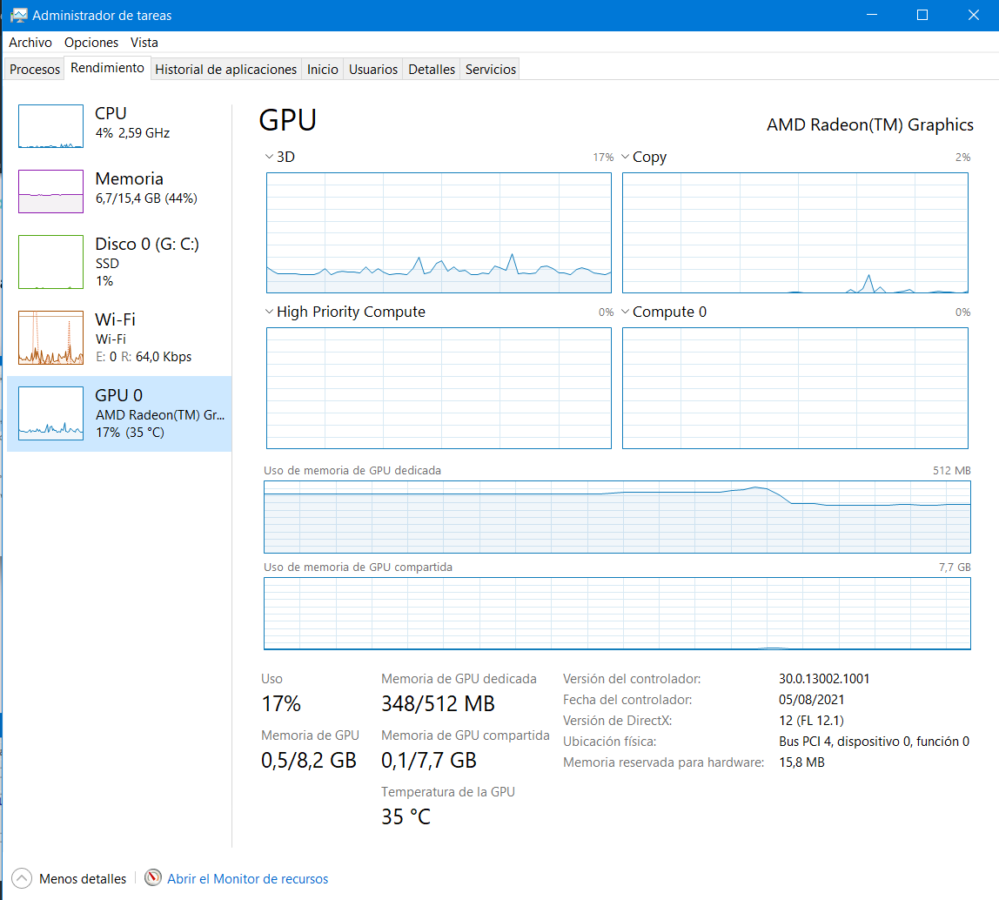 Administrador de tareas
Archivo Opciones Vista
Procesos Rendimiento Historial de aplicaciones Inicio Usuarios Detalles Servicios
CPU
4% 2,59 GHz
Memoria
6,7/15,4 GB (44%)
Disco 0 (G: C:)
SSD
1%
Wi-Fi
Wi-Fi
E: 0 R: 64,0 Kbps
GPU 0
AMD Radeon(TM) Gr...
17% (35 °C)
GPU
AMD Radeon(TM) Graphics
3D 17% Copy 2%
High Priority Compute 0% Compute 0 0%
Uso de memoria de GPU dedicada 512 MB
Uso de memoria de GPU compartida 7,7 GB
Uso
17%
Memoria de GPU dedicada
348/512 MB
Memoria de GPU
0,5/8,2 GB
Memoria de GPU compartida
0,1/7,7 GB
Temperatura de la GPU
35 °C
Versión del controlador: 30.0.13002.1001
Fecha del controlador: 05/08/2021
Versión de DirectX: 12 (FL 12.1)
Ubicación física: Bus PCI 4, dispositivo 0, función 0
Memoria reservada para hardware: 15,8 MB
Menos detalles Abrir el Monitor de recursos